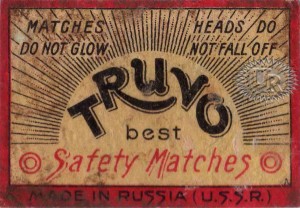 MATCHES HEADS DO
DO NOT GLOW NOT FALL OFF
TRUVO
best
Safety Matches
MADE IN RUSSIA (U.S.S.R.)